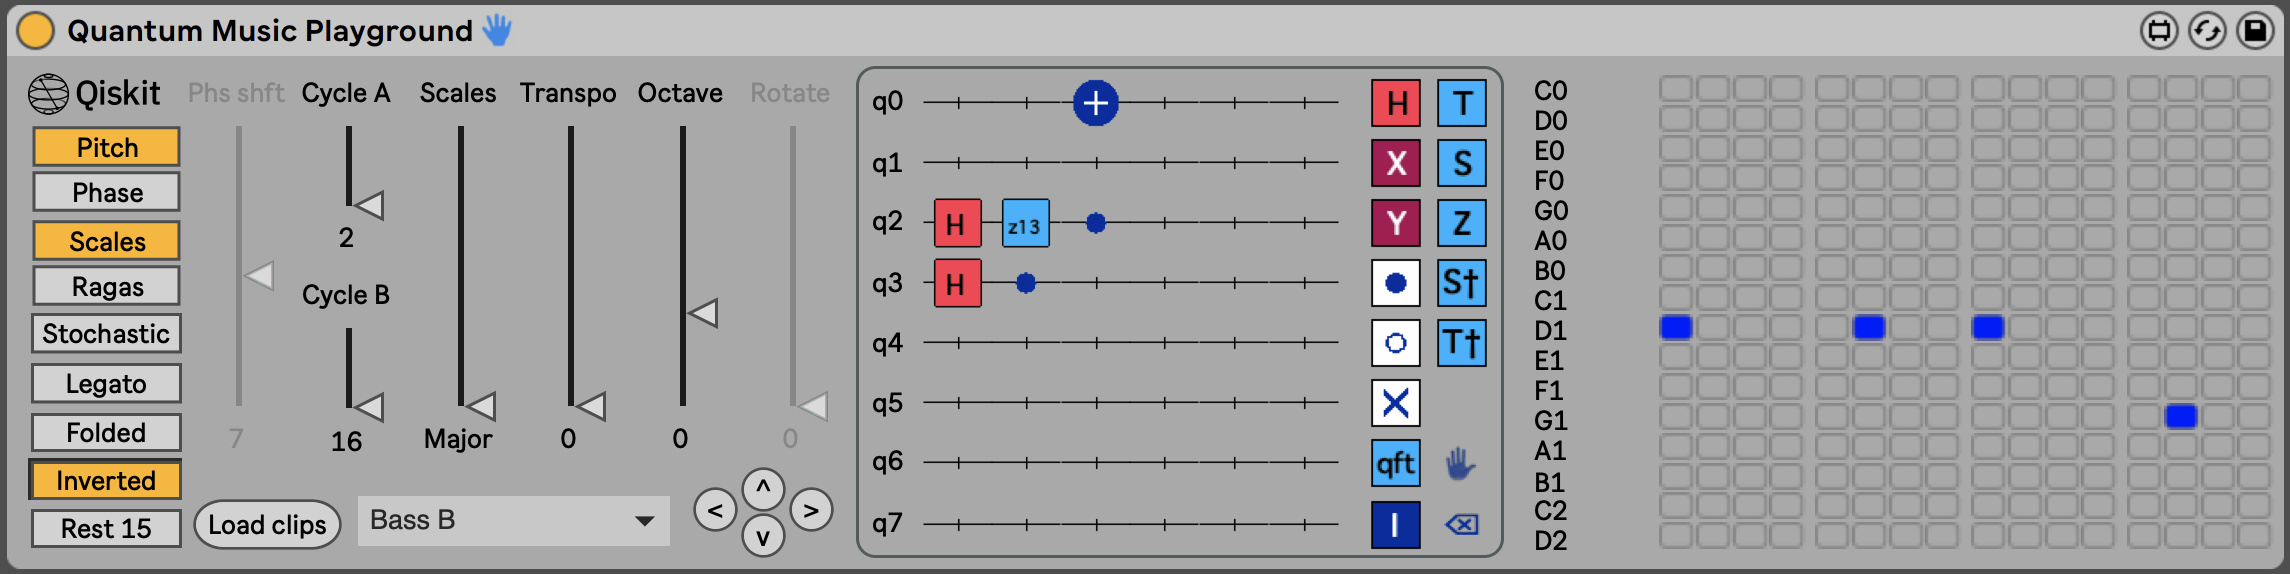 Quantum Music Playground
Qiskit
Phs shft
Cycle A
Scales
Transpo
Octave
Rotate
Pitch
Phase
Scales
Ragas
Stochastic
Legato
Folded
Inverted
Rest 15
2
Cycle B
7
16
Major
0
0
0
Load clips
Bass B
<
^
v
>
q0
q1
q2
q3
q4
q5
q6
q7
H
z13
H
H T
X S
Y Z
S†
T†
qft
I
C0
D0
E0
F0
G0
A0
B0
C1
D1
E1
F1
G1
A1
B1
C2
D2